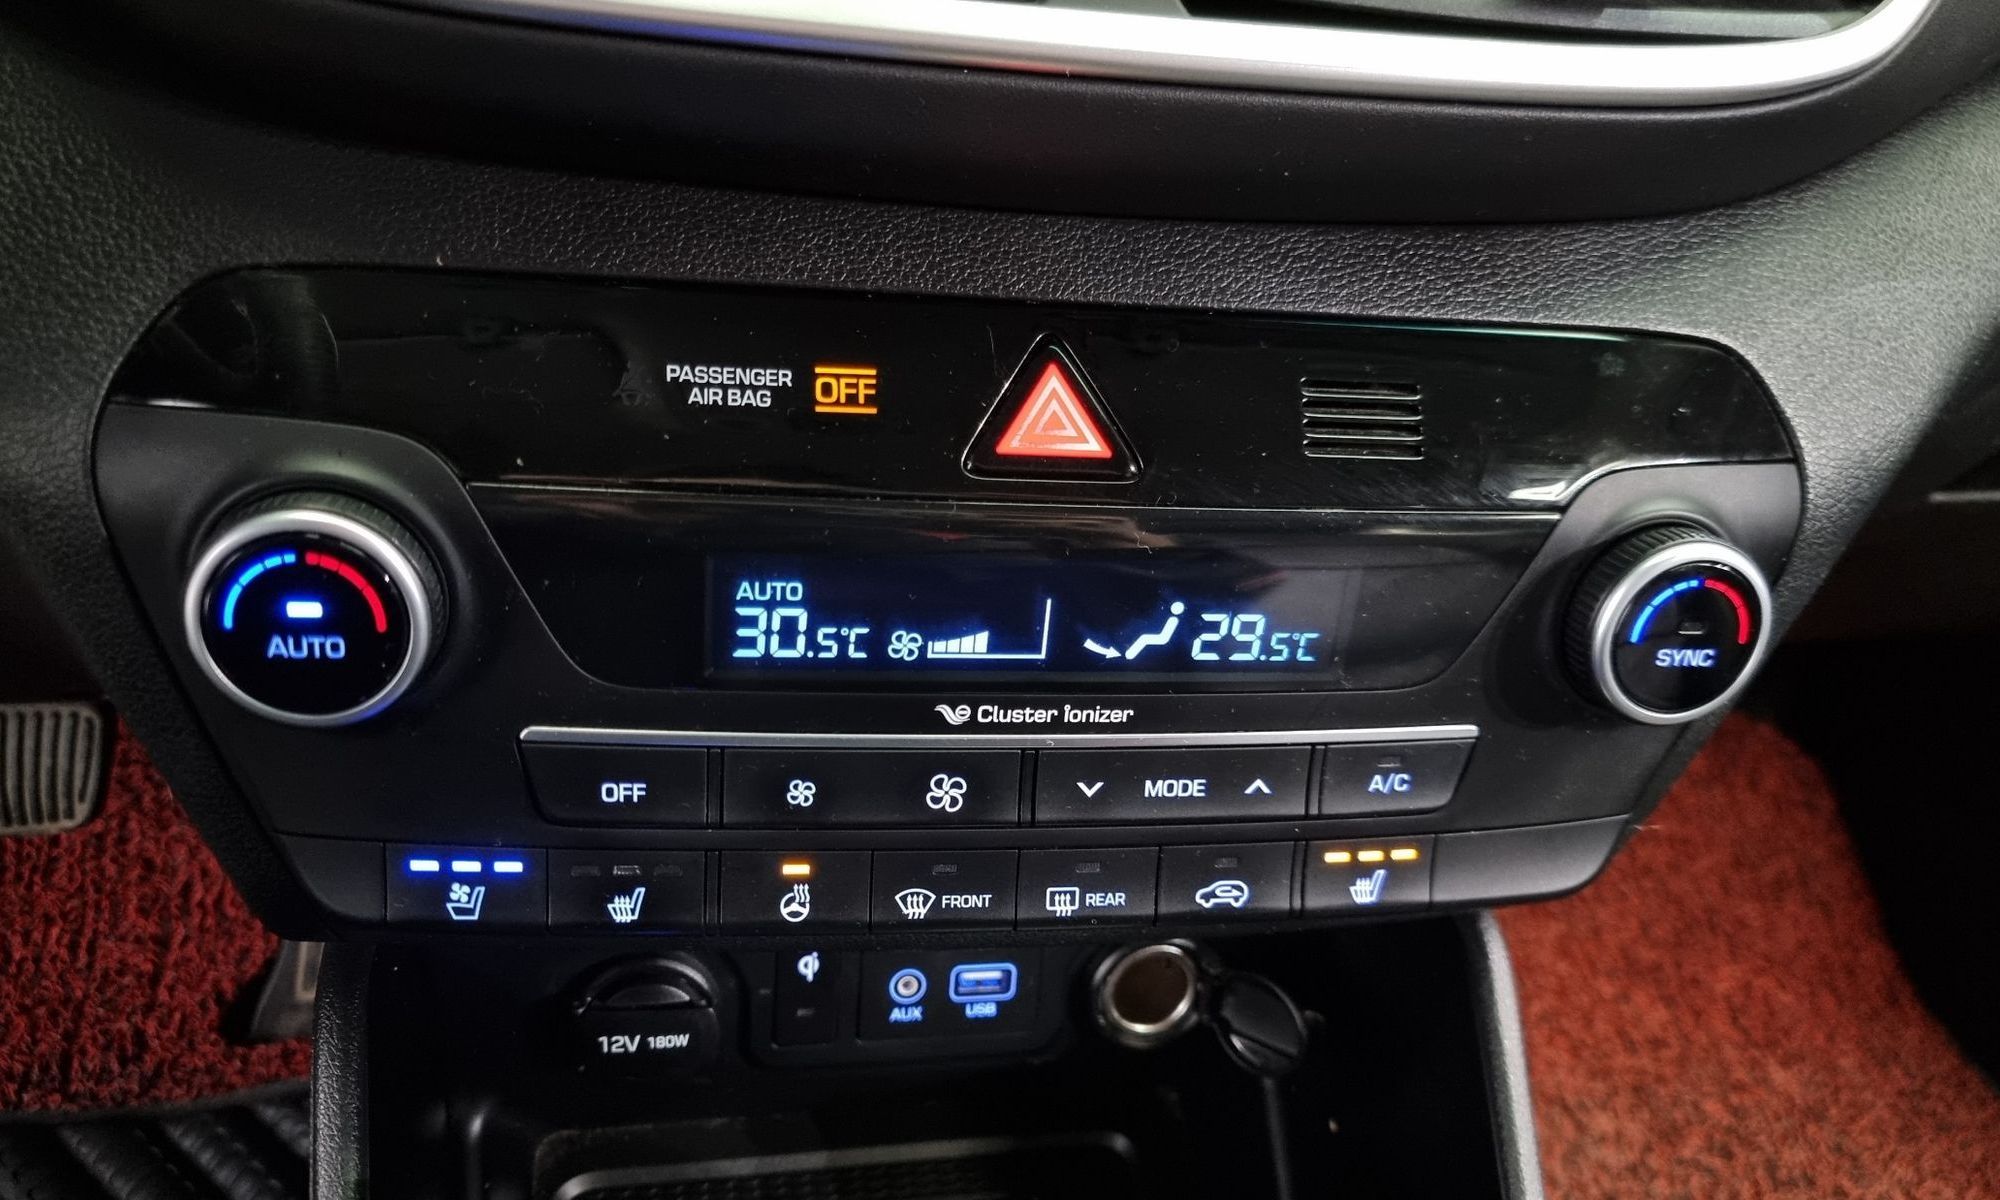 PASSENGER
AIR BAG
OFF
AUTO
30.5°C
29.5°C
AUTO
SYNC
Cluster ionizer
OFF
MODE
A/C
FRONT
REAR
qi
AUX
USB
12V 180W